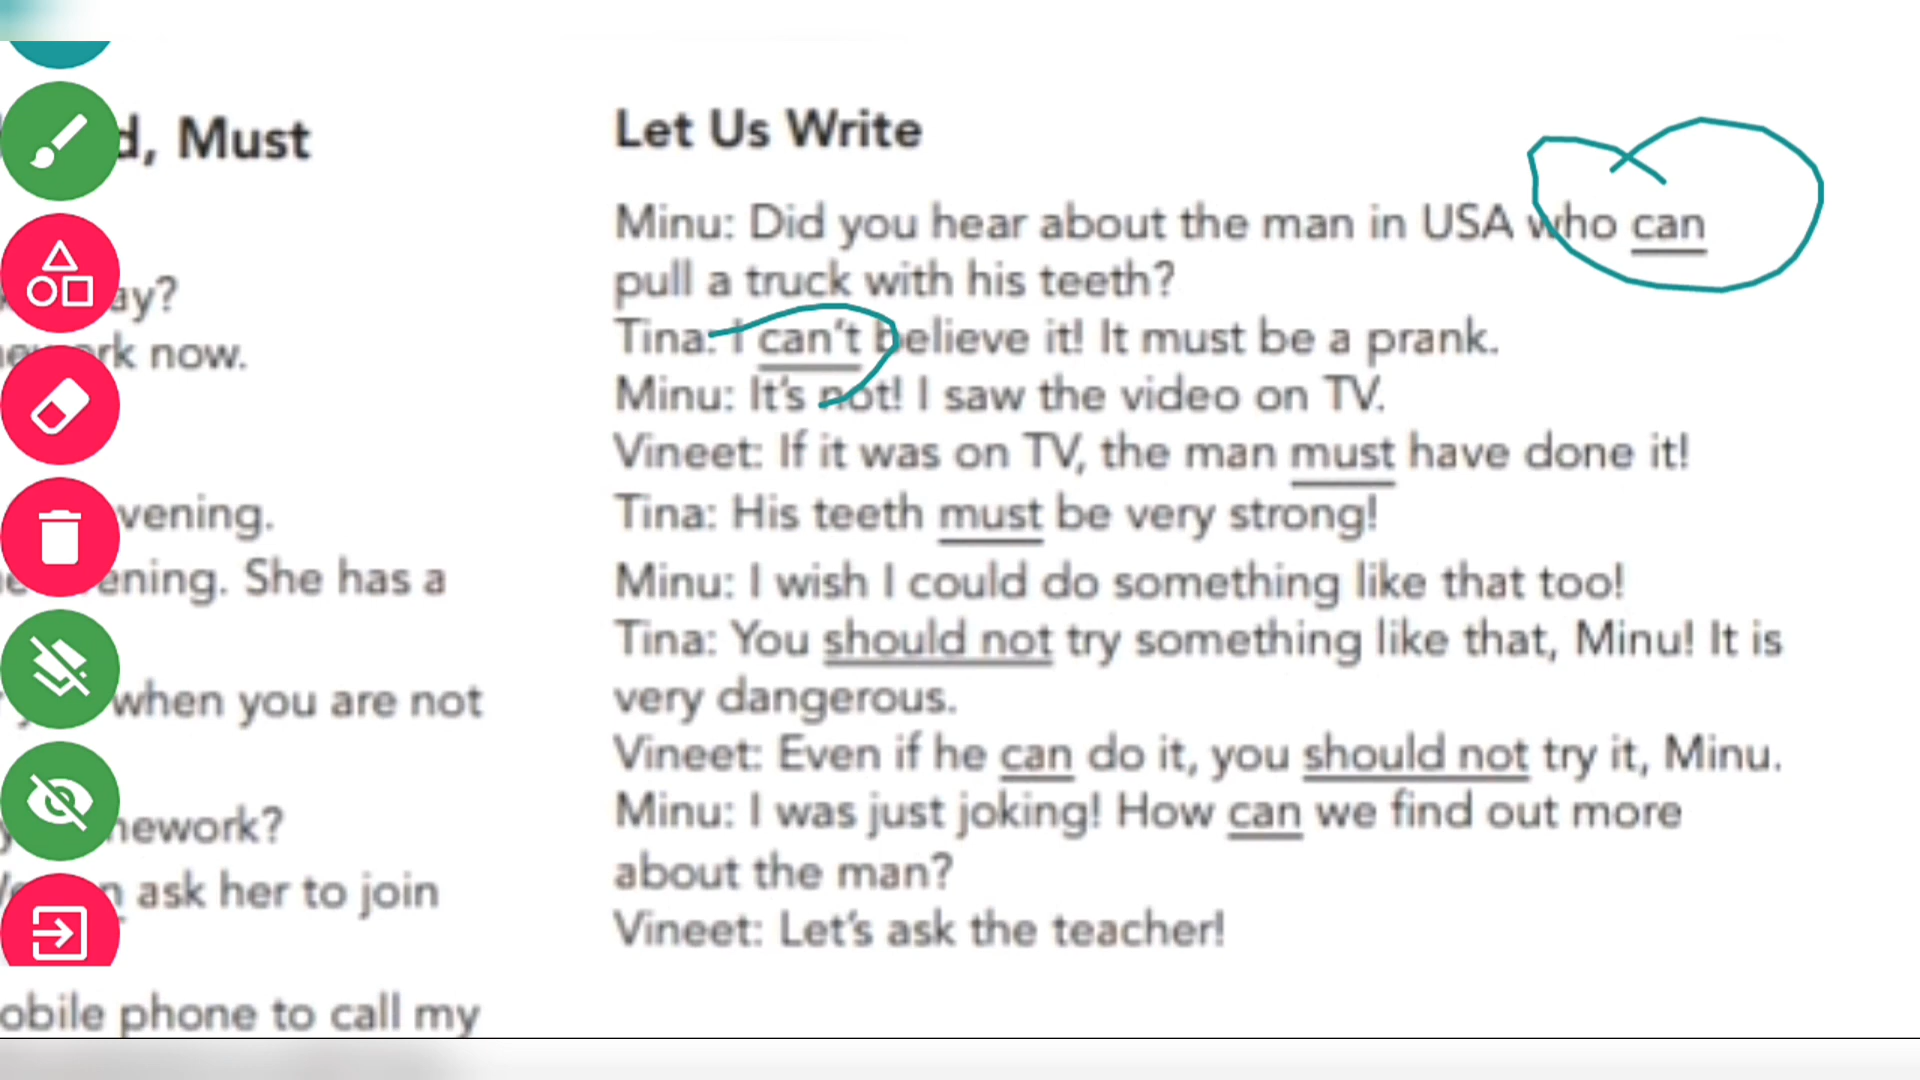 d, Must
ay?
rk now.
vening.
ening. She has a
when you are not
ework?
ask her to join
obile phone to call my
Let Us Write
Minu: Did you hear about the man in USA who can
pull a truck with his teeth?
Tina: I can't believe it! It must be a prank.
Minu: It's not! I saw the video on TV.
Vineet: If it was on TV, the man must have done it!
Tina: His teeth must be very strong!
Minu: I wish I could do something like that too!
Tina: You should not try something like that, Minu! It is
very dangerous.
Vineet: Even if he can do it, you should not try it, Minu.
Minu: I was just joking! How can we find out more
about the man?
Vineet: Let's ask the teacher!